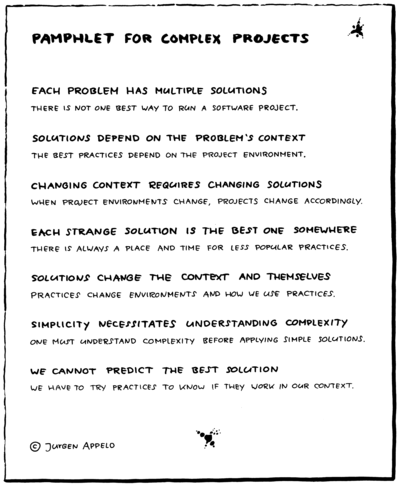 PAMPHLET FOR COMPLEX PROJECTS
EACH PROBLEM HAS MULTIPLE SOLUTIONS
THERE IS NOT ONE BEST WAY TO RUN A SOFTWARE PROJECT.
SOLUTIONS DEPEND ON THE PROBLEM'S CONTEXT
THE BEST PRACTICES DEPEND ON THE PROJECT ENVIRONMENT.
CHANGING CONTEXT REQUIRES CHANGING SOLUTIONS
WHEN PROJECT ENVIRONMENTS CHANGE, PROJECTS CHANGE ACCORDINGLY.
EACH STRANGE SOLUTION IS THE BEST ONE SOMEWHERE
THERE IS ALWAYS A PLACE AND TIME FOR LESS POPULAR PRACTICES.
SOLUTIONS CHANGE THE CONTEXT AND THEMSELVES
PRACTICES CHANGE ENVIRONMENTS AND HOW WE USE PRACTICES.
SIMPLICITY NECESSITATES UNDERSTANDING COMPLEXITY
ONE MUST UNDERSTAND COMPLEXITY BEFORE APPLYING SIMPLE SOLUTIONS.
WE CANNOT PREDICT THE BEST SOLUTION
WE HAVE TO TRY PRACTICES TO KNOW IF THEY WORK IN OUR CONTEXT.
© JURGEN APPELO